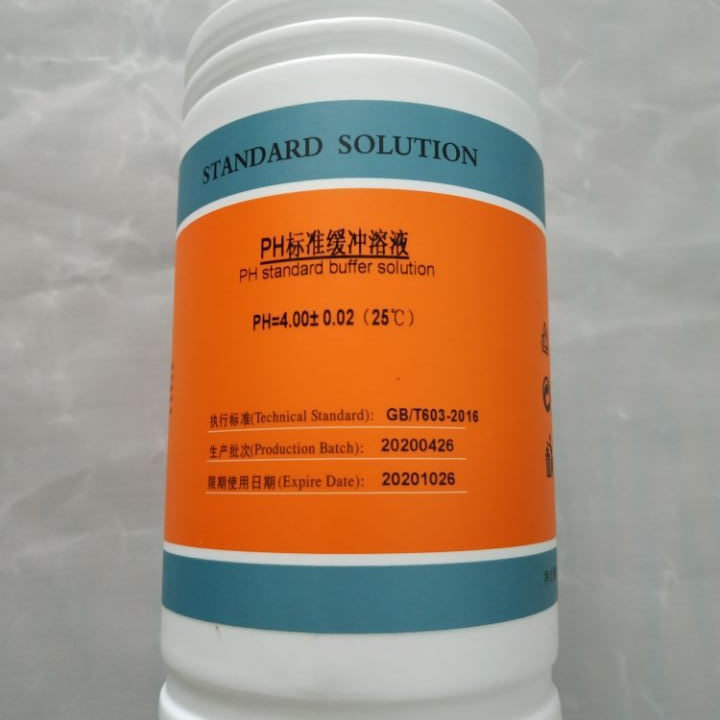 STANDARD SOLUTION
PH标准缓冲溶液
PH standard buffer solution
PH=4.00±0.02（25℃）
执行标准(Technical Standard): GB/T603-2016
生产批次(Production Batch): 20200426
限期使用日期(Expire Date): 20201026